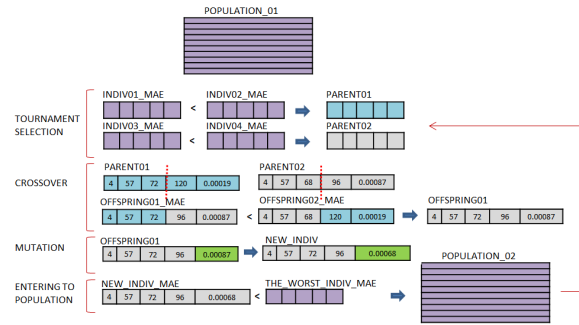 POPULATION_01
INDIV01_MAE < INDIV02_MAE PARENT01
TOURNAMENT SELECTION
INDIV03_MAE < INDIV04_MAE PARENT02
CROSSOVER
PARENT01 PARENT02
4 57 72 120 0.00019 4 57 68 96 0.00087
OFFSPRING01_MAE OFFSPRING02_MAE OFFSPRING01
4 57 72 96 0.00087 < 4 57 68 120 0.00019 4 57 72 96 0.00087
MUTATION
OFFSPRING01 NEW_INDIV
4 57 72 96 0.00087 4 57 72 96 0.00068
POPULATION_02
ENTERING TO POPULATION
NEW_INDIV_MAE < THE_WORST_INDIV_MAE
4 57 72 96 0.00068